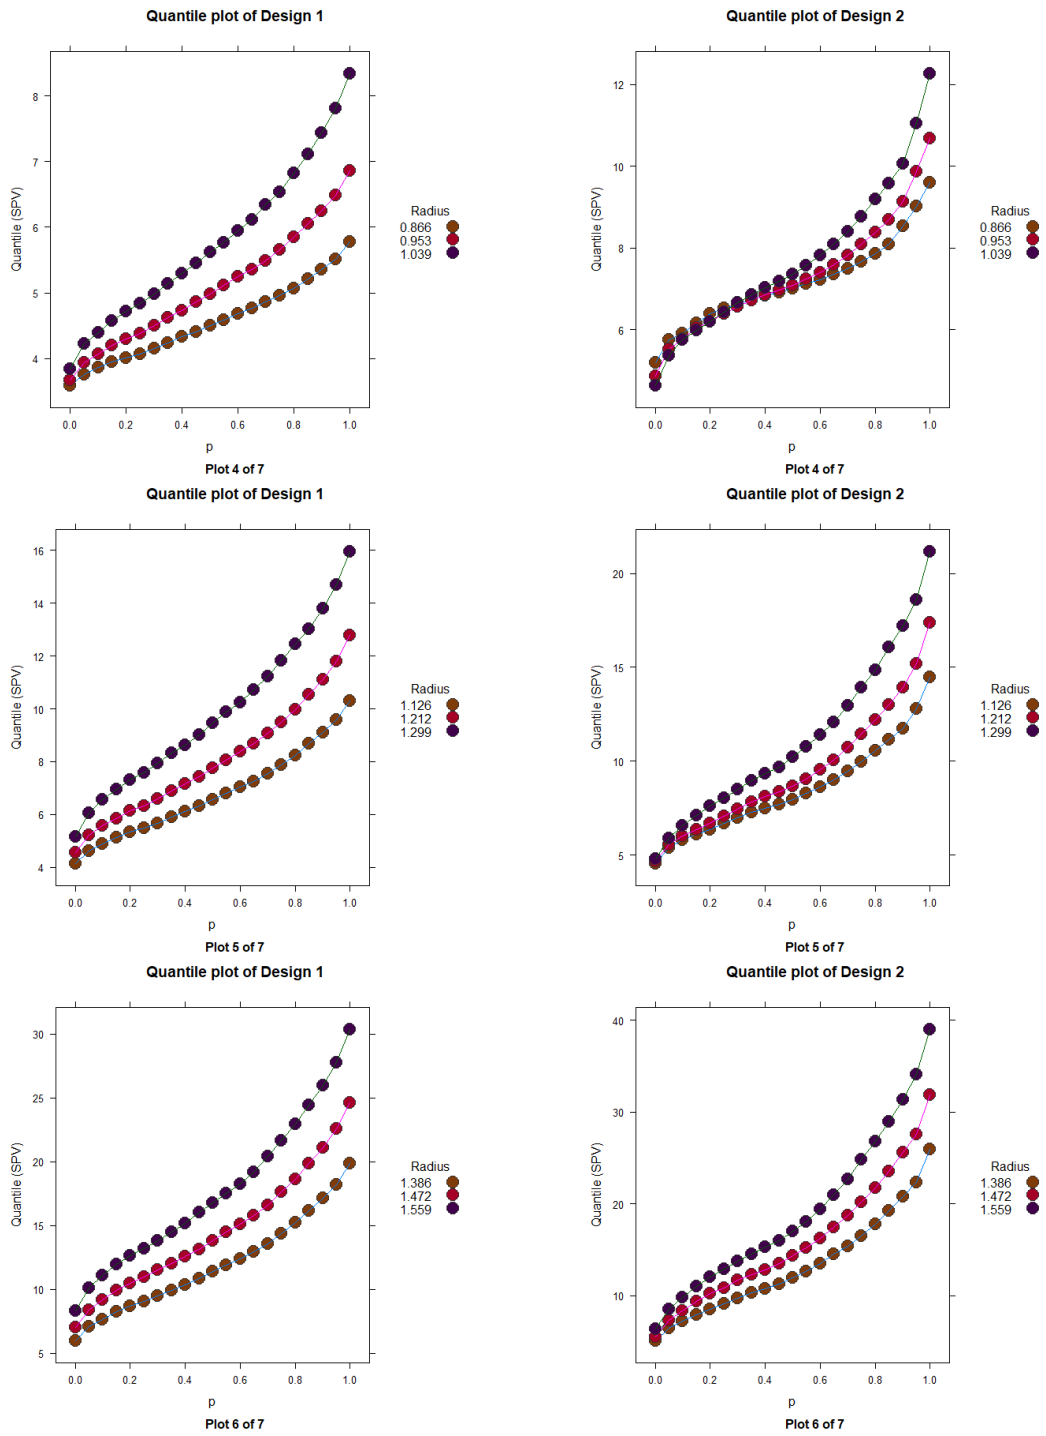 Quantile plot of Design 1
Quantile (SPV)
8
7
6
5
4
0.0 0.2 0.4 0.6 0.8 1.0
p
Plot 4 of 7
Radius
0.866
0.953
1.039
Quantile plot of Design 2
Quantile (SPV)
12
10
8
6
0.0 0.2 0.4 0.6 0.8 1.0
p
Plot 4 of 7
Radius
0.866
0.953
1.039
Quantile plot of Design 1
Quantile (SPV)
16
14
12
10
8
6
4
0.0 0.2 0.4 0.6 0.8 1.0
p
Plot 5 of 7
Radius
1.126
1.212
1.299
Quantile plot of Design 2
Quantile (SPV)
20
15
10
5
0.0 0.2 0.4 0.6 0.8 1.0
p
Plot 5 of 7
Radius
1.126
1.212
1.299
Quantile plot of Design 1
Quantile (SPV)
30
25
20
15
10
5
0.0 0.2 0.4 0.6 0.8 1.0
p
Plot 6 of 7
Radius
1.386
1.472
1.559
Quantile plot of Design 2
Quantile (SPV)
40
30
20
10
0.0 0.2 0.4 0.6 0.8 1.0
p
Plot 6 of 7
Radius
1.386
1.472
1.559